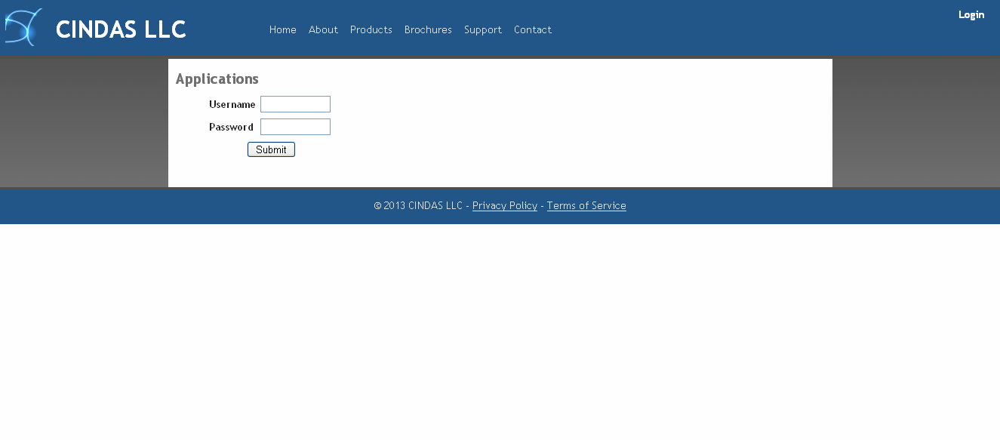 CINDAS LLC
Home About Products Brochures Support Contact
Login
Applications
Username
Password
Submit
© 2013 CINDAS LLC - Privacy Policy - Terms of Service